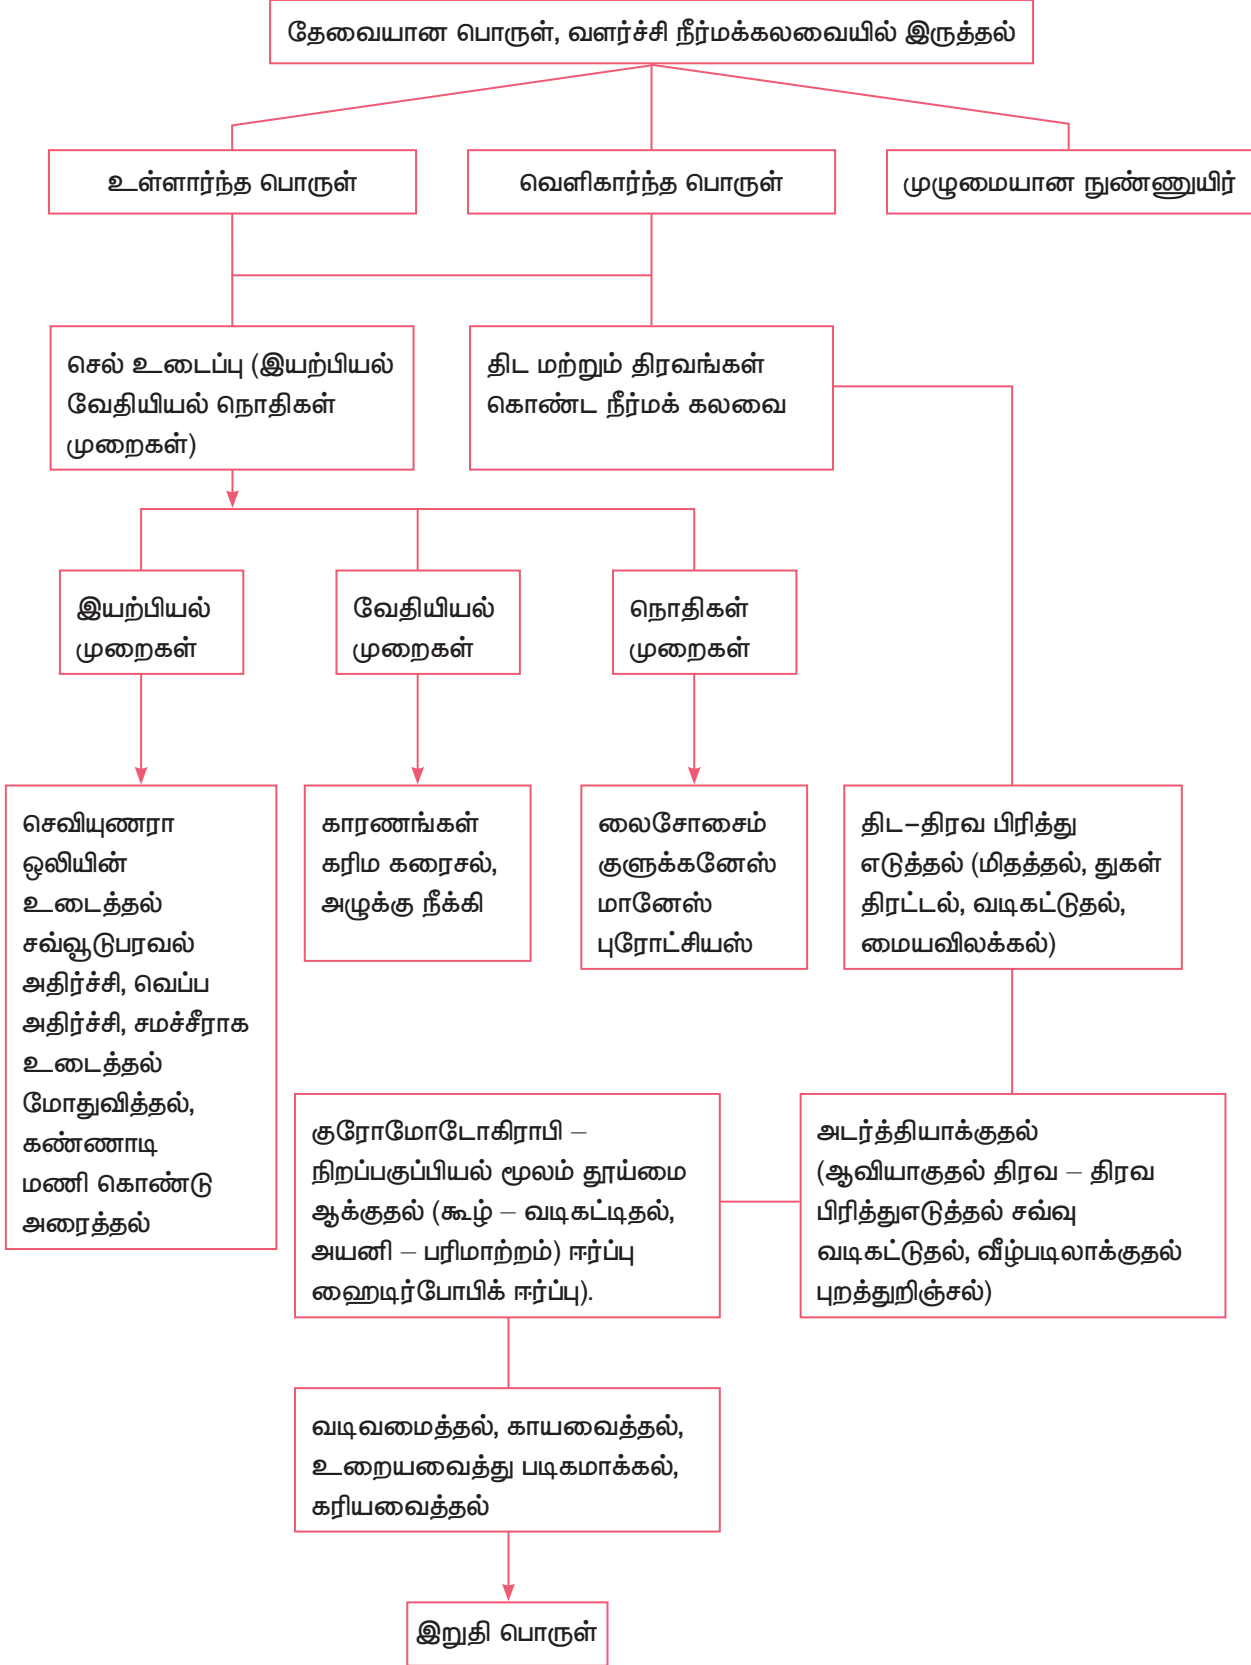 தேவையான பொருள், வளர்ச்சி நீர்மக்கலவையில் இருத்தல்
உள்ளார்ந்த பொருள்
வெளிகார்ந்த பொருள்
முழுமையான நுண்ணுயிர்
செல் உடைப்பு (இயற்பியல்
வேதியியல் நொதிகள்
முறைகள்)
திட மற்றும் திரவங்கள்
கொண்ட நீர்மக் கலவை
இயற்பியல்
முறைகள்
வேதியியல்
முறைகள்
நொதிகள்
முறைகள்
செவியுணரா
ஒலியின்
உடைத்தல்
சவ்வூடுபரவல்
அதிர்ச்சி, வெப்ப
அதிர்ச்சி, சமச்சீராக
உடைத்தல்
மோதுவித்தல்,
கண்ணாடி
மணி கொண்டு
அரைத்தல்
காரணங்கள்
கரிம கரைசல்,
அழுக்கு நீக்கி
லைசோசைம்
குளுக்கனேஸ்
மானேஸ்
புரோட்சியஸ்
திட–திரவ பிரித்து
எடுத்தல் (மிதத்தல், துகள்
திரட்டல், வடிகட்டுதல்,
மையவிலக்கல்)
அடர்த்தியாக்குதல்
(ஆவியாகுதல் திரவ – திரவ
பிரித்துஎடுத்தல் சவ்வு
வடிகட்டுதல், வீழ்படிலாக்குதல்
புறத்துறிஞ்சல்)
குரோமோடோகிராபி –
நிறப்பகுப்பியல் மூலம் தூய்மை
ஆக்குதல் (கூழ் – வடிகட்டிதல்,
அயனி – பரிமாற்றம்) ஈர்ப்பு
ஹைடிர்போபிக் ஈர்ப்பு).
வடிவமைத்தல், காயவைத்தல்,
உறையவைத்து படிகமாக்கல்,
கரியவைத்தல்
இறுதி பொருள்